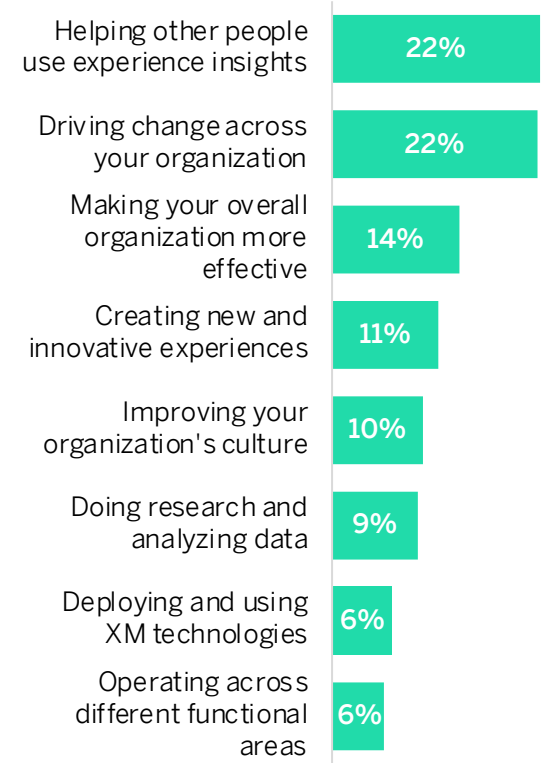 Helping other people
use experience insights
22%
Driving change across
your organization
22%
Making your overall
organization more
effective
14%
Creating new and
innovative experiences
11%
Improving your
organization's culture
10%
Doing research and
analyzing data
9%
Deploying and using
XM technologies
6%
Operating across
different functional
areas
6%